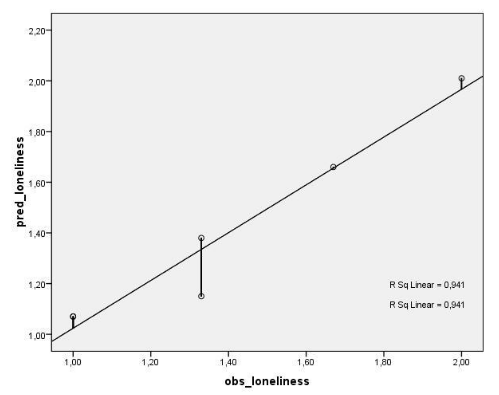 2,20
2,00
1,80
1,60
1,40
1,20
1,00
pred_loneliness
R Sq Linear = 0,941
R Sq Linear = 0,941
1,00 1,20 1,40 1,60 1,80 2,00
obs_loneliness